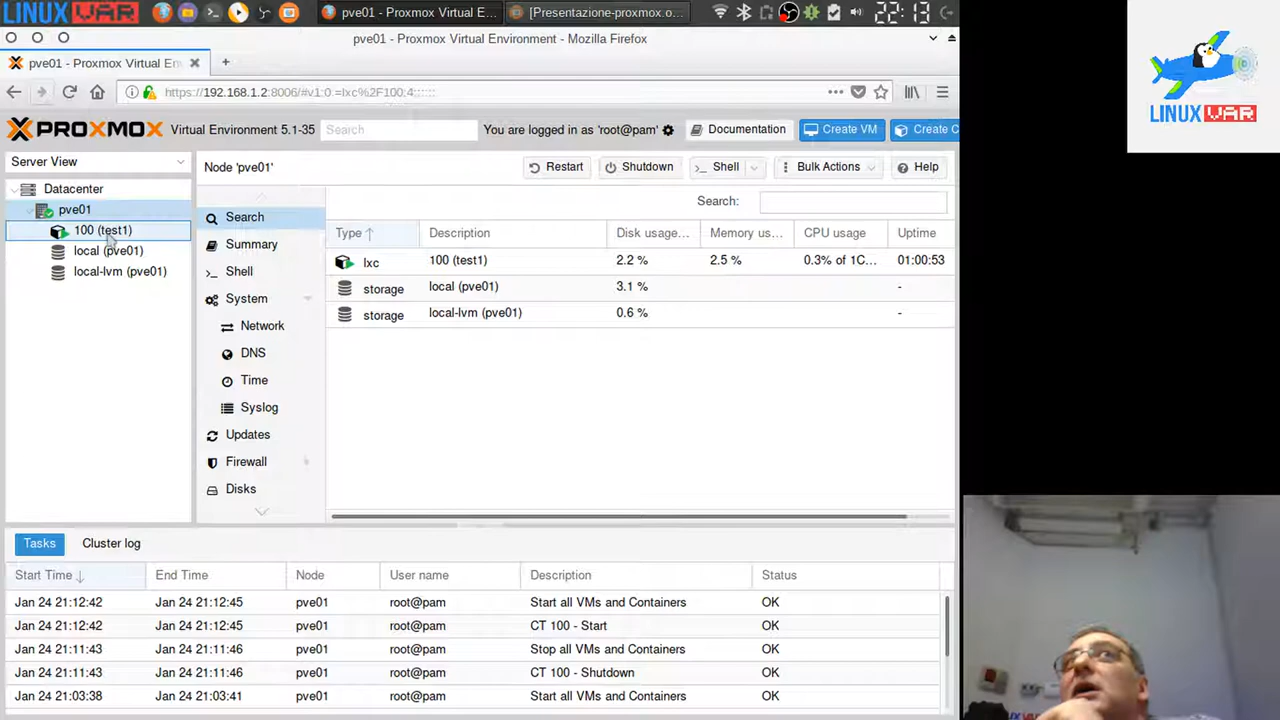 LINUX VAR
pve01 - Proxmox Virtual E...
[Presentazione-proxmox.o...
22:13
pve01 - Proxmox Virtual Environment - Mozilla Firefox
pve01 - Proxmox Virtual En
https://192.168.1.2:8006/#v1:0:=lxc%2F100:4::::::
PROXMOX
Virtual Environment 5.1-35
Search
You are logged in as 'root@pam'
Documentation
Create VM
Create C
Server View
Node 'pve01'
Restart
Shutdown
Shell
Bulk Actions
Help
Datacenter
pve01
100 (test1)
local (pve01)
local-lvm (pve01)
Search
Summary
Shell
System
Network
DNS
Time
Syslog
Updates
Firewall
Disks
Search:
Type Description Disk usage... Memory us... CPU usage Uptime
lxc 100 (test1) 2.2 % 2.5 % 0.3% of 1C... 01:00:53
storage local (pve01) 3.1 % -
storage local-lvm (pve01) 0.6 % -
Tasks Cluster log
Start Time End Time Node User name Description Status
Jan 24 21:12:42 Jan 24 21:12:45 pve01 root@pam Start all VMs and Containers OK
Jan 24 21:12:42 Jan 24 21:12:45 pve01 root@pam CT 100 - Start OK
Jan 24 21:11:43 Jan 24 21:11:46 pve01 root@pam Stop all VMs and Containers OK
Jan 24 21:11:43 Jan 24 21:11:46 pve01 root@pam CT 100 - Shutdown OK
Jan 24 21:03:38 Jan 24 21:03:41 pve01 root@pam Start all VMs and Containers OK
LINUX VAR